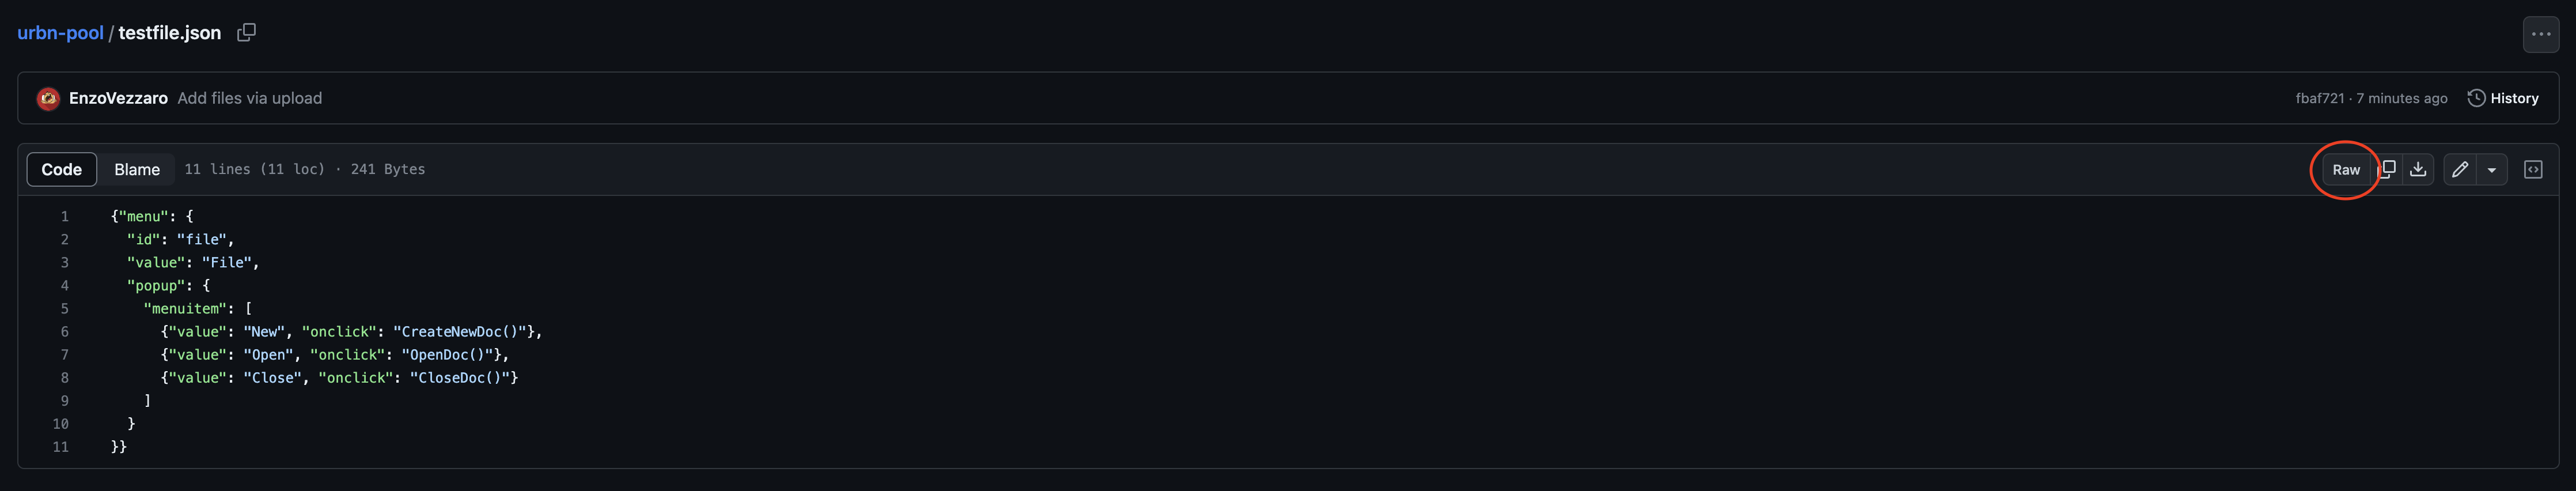 urbn-pool / testfile.json
EnzoVezzaro Add files via upload fbaf721 · 7 minutes ago History
Code Blame 11 lines (11 loc) · 241 Bytes Raw
1 {"menu": {
2   "id": "file",
3   "value": "File",
4   "popup": {
5     "menuitem": [
6       {"value": "New", "onclick": "CreateNewDoc()"},
7       {"value": "Open", "onclick": "OpenDoc()"},
8       {"value": "Close", "onclick": "CloseDoc()"}
9     ]
10   }
11 }}